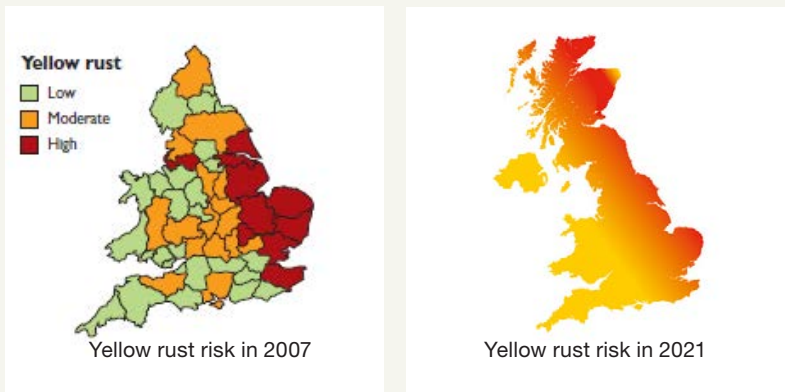 Yellow rust
Low
Moderate
High
Yellow rust risk in 2007
Yellow rust risk in 2021